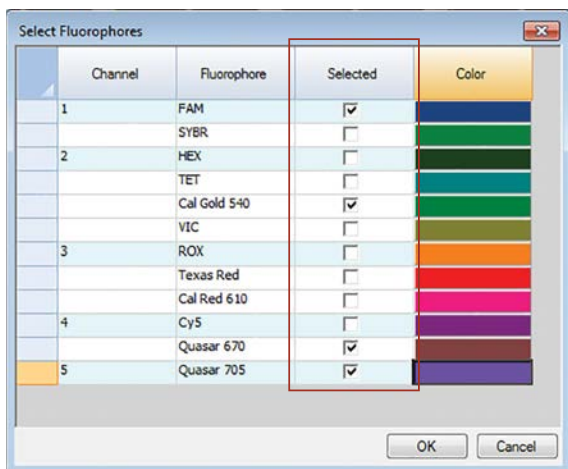 Select Fluorophores
Channel Fluorophore Selected Color
1 FAM
SYBR
2 HEX
TET
Cal Gold 540
VIC
3 ROX
Texas Red
Cal Red 610
4 Cy5
Quasar 670
5 Quasar 705
OK Cancel